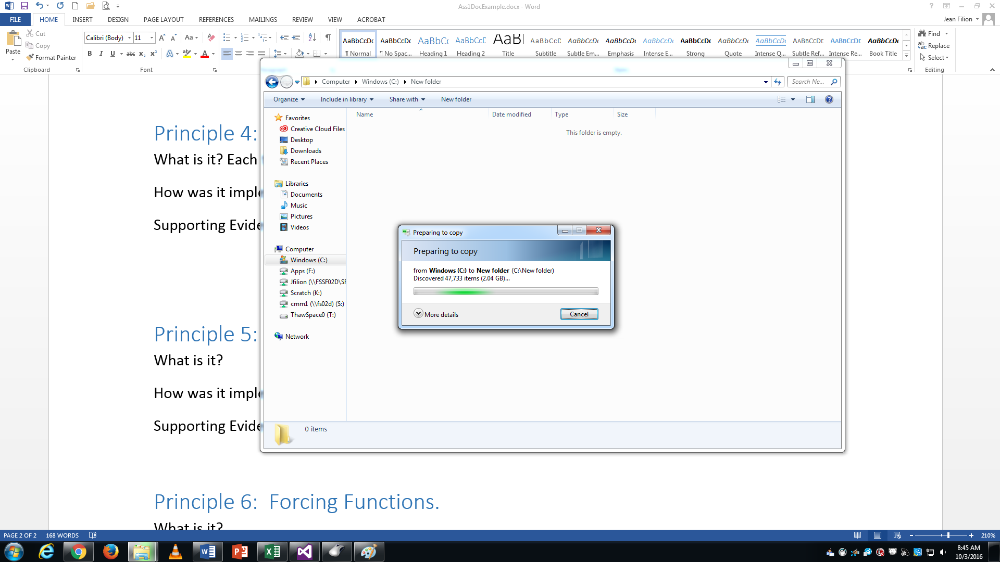 Ass1DocExample.docx - Word
FILE HOME INSERT DESIGN PAGE LAYOUT REFERENCES MAILINGS REVIEW VIEW ACROBAT
Jean Filion
Paste
Cut
Copy
Format Painter
Clipboard
Calibri (Body) 11
Font
AaBbCcDc AaBbCcDc AaBbCc AaBbCcD AaBl AaBbCcD AaBbCcDc AaBbCcDc AaBbCcDc AaBbCcDc AaBbCcDc AaBbCcDc AABBCCDE AABBCCDE AaBbCcDc
¶ Normal ¶ No Spac... Heading 1 Heading 2 Title Subtitle Subtle Em... Emphasis Intense E... Strong Quote Intense Q... Subtle Ref... Intense Re... Book Title
Find
Replace
Select
Editing
Principle 4:
What is it? Each
How was it imple
Supporting Evide
Principle 5:
What is it?
How was it imple
Supporting Evide
Principle 6:  Forcing Functions.
What is it?
Computer Windows (C:) New folder
Search Ne...
Organize Include in library Share with New folder
Name Date modified Type Size
This folder is empty.
Favorites
Creative Cloud Files
Desktop
Downloads
Recent Places
Libraries
Documents
Music
Pictures
Videos
Computer
Windows (C:)
Apps (F:)
Jfilion (\\FSSF02D\SF
Scratch (K:)
cmm1 (\\fs02d) (S:)
ThawSpace0 (T:)
Network
0 items
Preparing to copy
Preparing to copy
from Windows (C:) to New folder (C:\New folder)
Discovered 47,733 items (2.04 GB)...
More details
Cancel
PAGE 2 OF 2 168 WORDS
210%
8:45 AM
10/3/2016